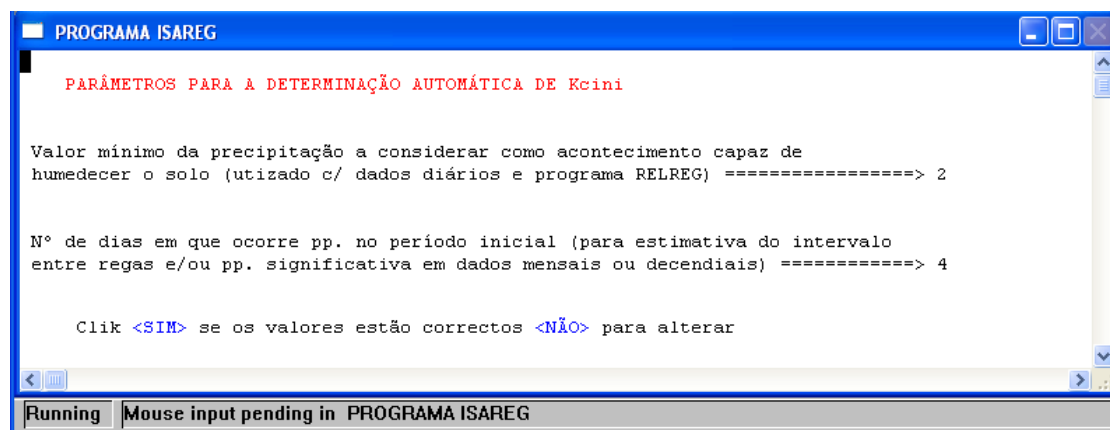 PROGRAMA ISAREG
PARÂMETROS PARA A DETERMINAÇÃO AUTOMÁTICA DE Kcini
Valor mínimo da precipitação a considerar como acontecimento capaz de
humedecer o solo (utizado c/ dados diários e programa RELREG) =================> 2
Nº de dias em que ocorre pp. no período inicial (para estimativa do intervalo
entre regas e/ou pp. significativa em dados mensais ou decendiais) ============> 4
Clik <SIM> se os valores estão correctos <NÃO> para alterar
Running Mouse input pending in PROGRAMA ISAREG